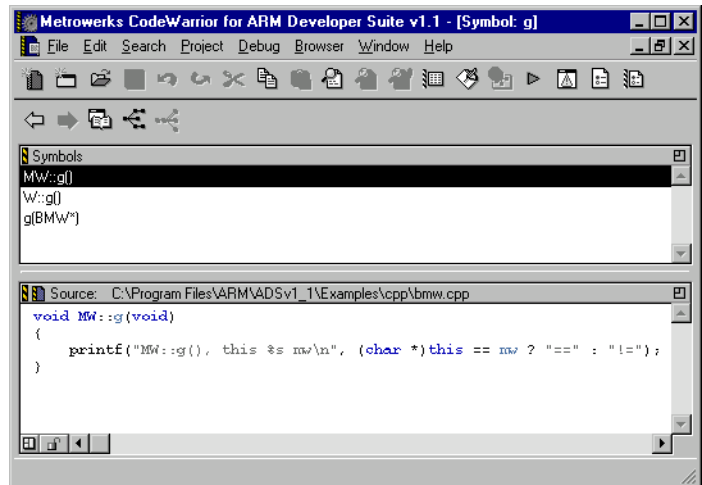 Metrowerks CodeWarrior for ARM Developer Suite v1.1 - [Symbol: g]
File Edit Search Project Debug Browser Window Help
Symbols
MW::g()
W::g()
g(BMW*)
Source: C:\Program Files\ARM\ADSv1_1\Examples\cpp\bmw.cpp
void MW::g(void)
{
    printf("MW::g(), this %s mw\n", (char *)this == mw ? "==" : "!=");
}